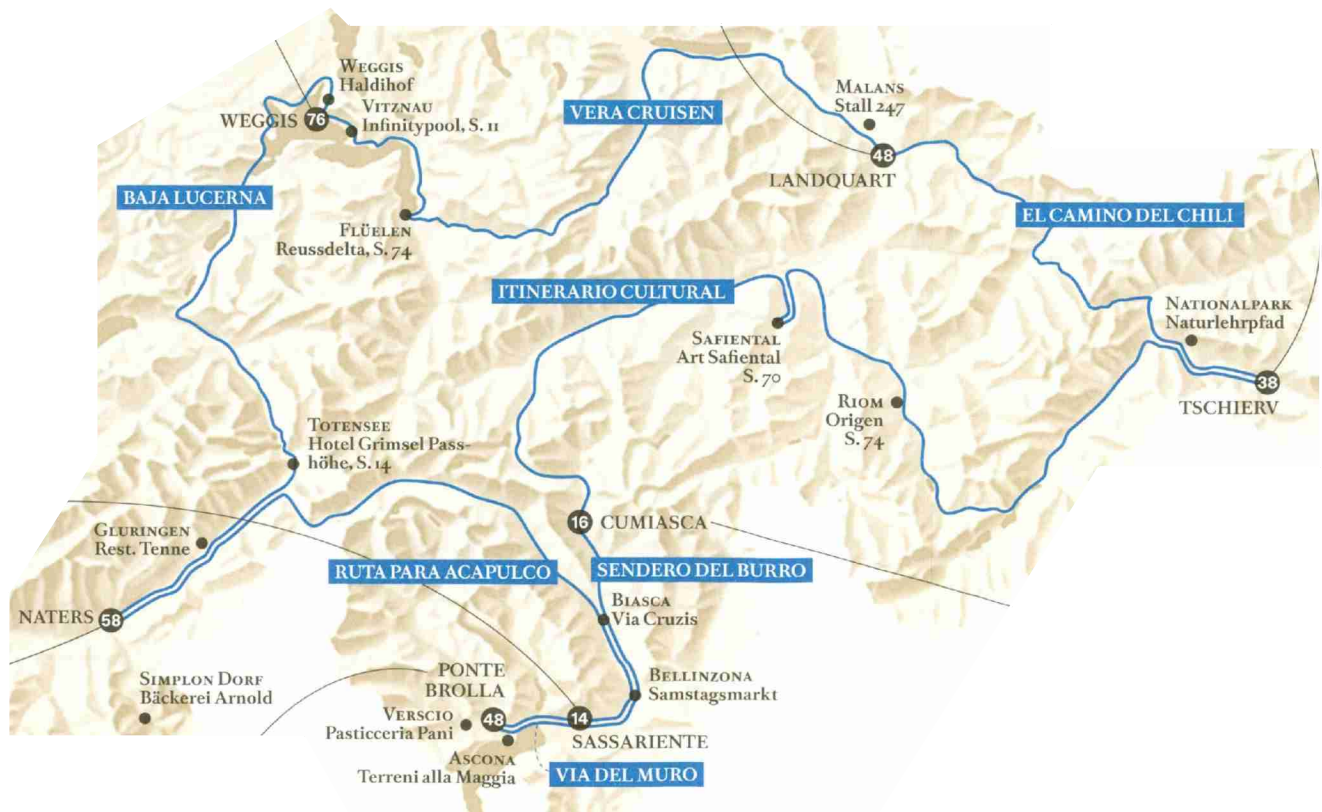 WEGGIS
Haldihof
WEGGIS
76
VITZNAU
Infinitypool, S. 11
VERA CRUISEN
MALANS
Stall 247
48
LANDQUART
BAJA LUCERNA
FLÜELEN
Reussdelta, S. 74
EL CAMINO DEL CHILI
ITINERARIO CULTURAL
NATIONALPARK
Naturlehrpfad
38
TSCHIERV
SAFIENTAL
Art Safiental
S. 70
RIOM
Origen
S. 74
TOTENSEE
Hotel Grimsel Pass-
höhe, S. 14
GLURINGEN
Rest. Tenne
16
CUMIASCA
RUTA PARA ACAPULCO
SENDERO DEL BURRO
NATERS
58
BIASCA
Via Cruzis
SIMPLON DORF
Bäckerei Arnold
PONTE
BROLLA
BELLINZONA
Samstagsmarkt
VERSCIO
Pasticceria Pani
48
14
SASSARIENTE
ASCONA
Terreni alla Maggia
VIA DEL MURO